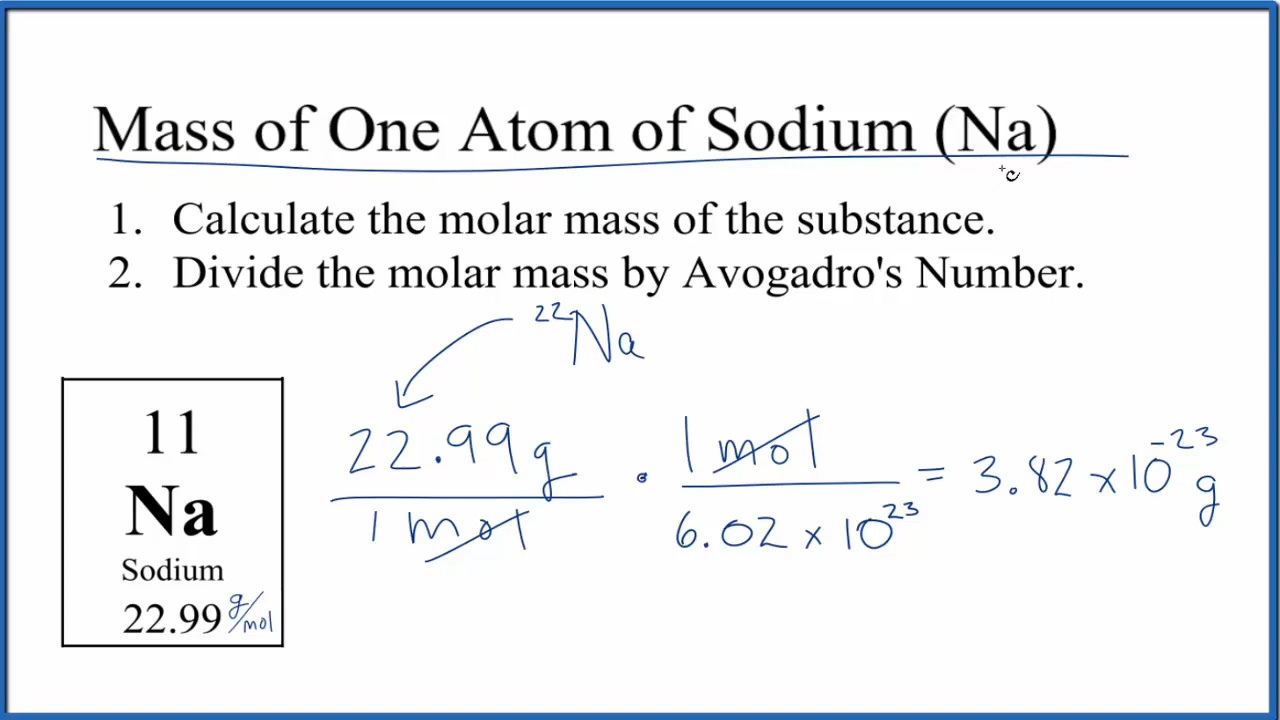 Mass of One Atom of Sodium (Na)
1. Calculate the molar mass of the substance.
2. Divide the molar mass by Avogadro's Number.
²²Na
11
Na
Sodium
22.99 g/mol
22.99 g / 1 mol · 1 mol / 6.02 x 10²³ = 3.82 x 10⁻²³ g